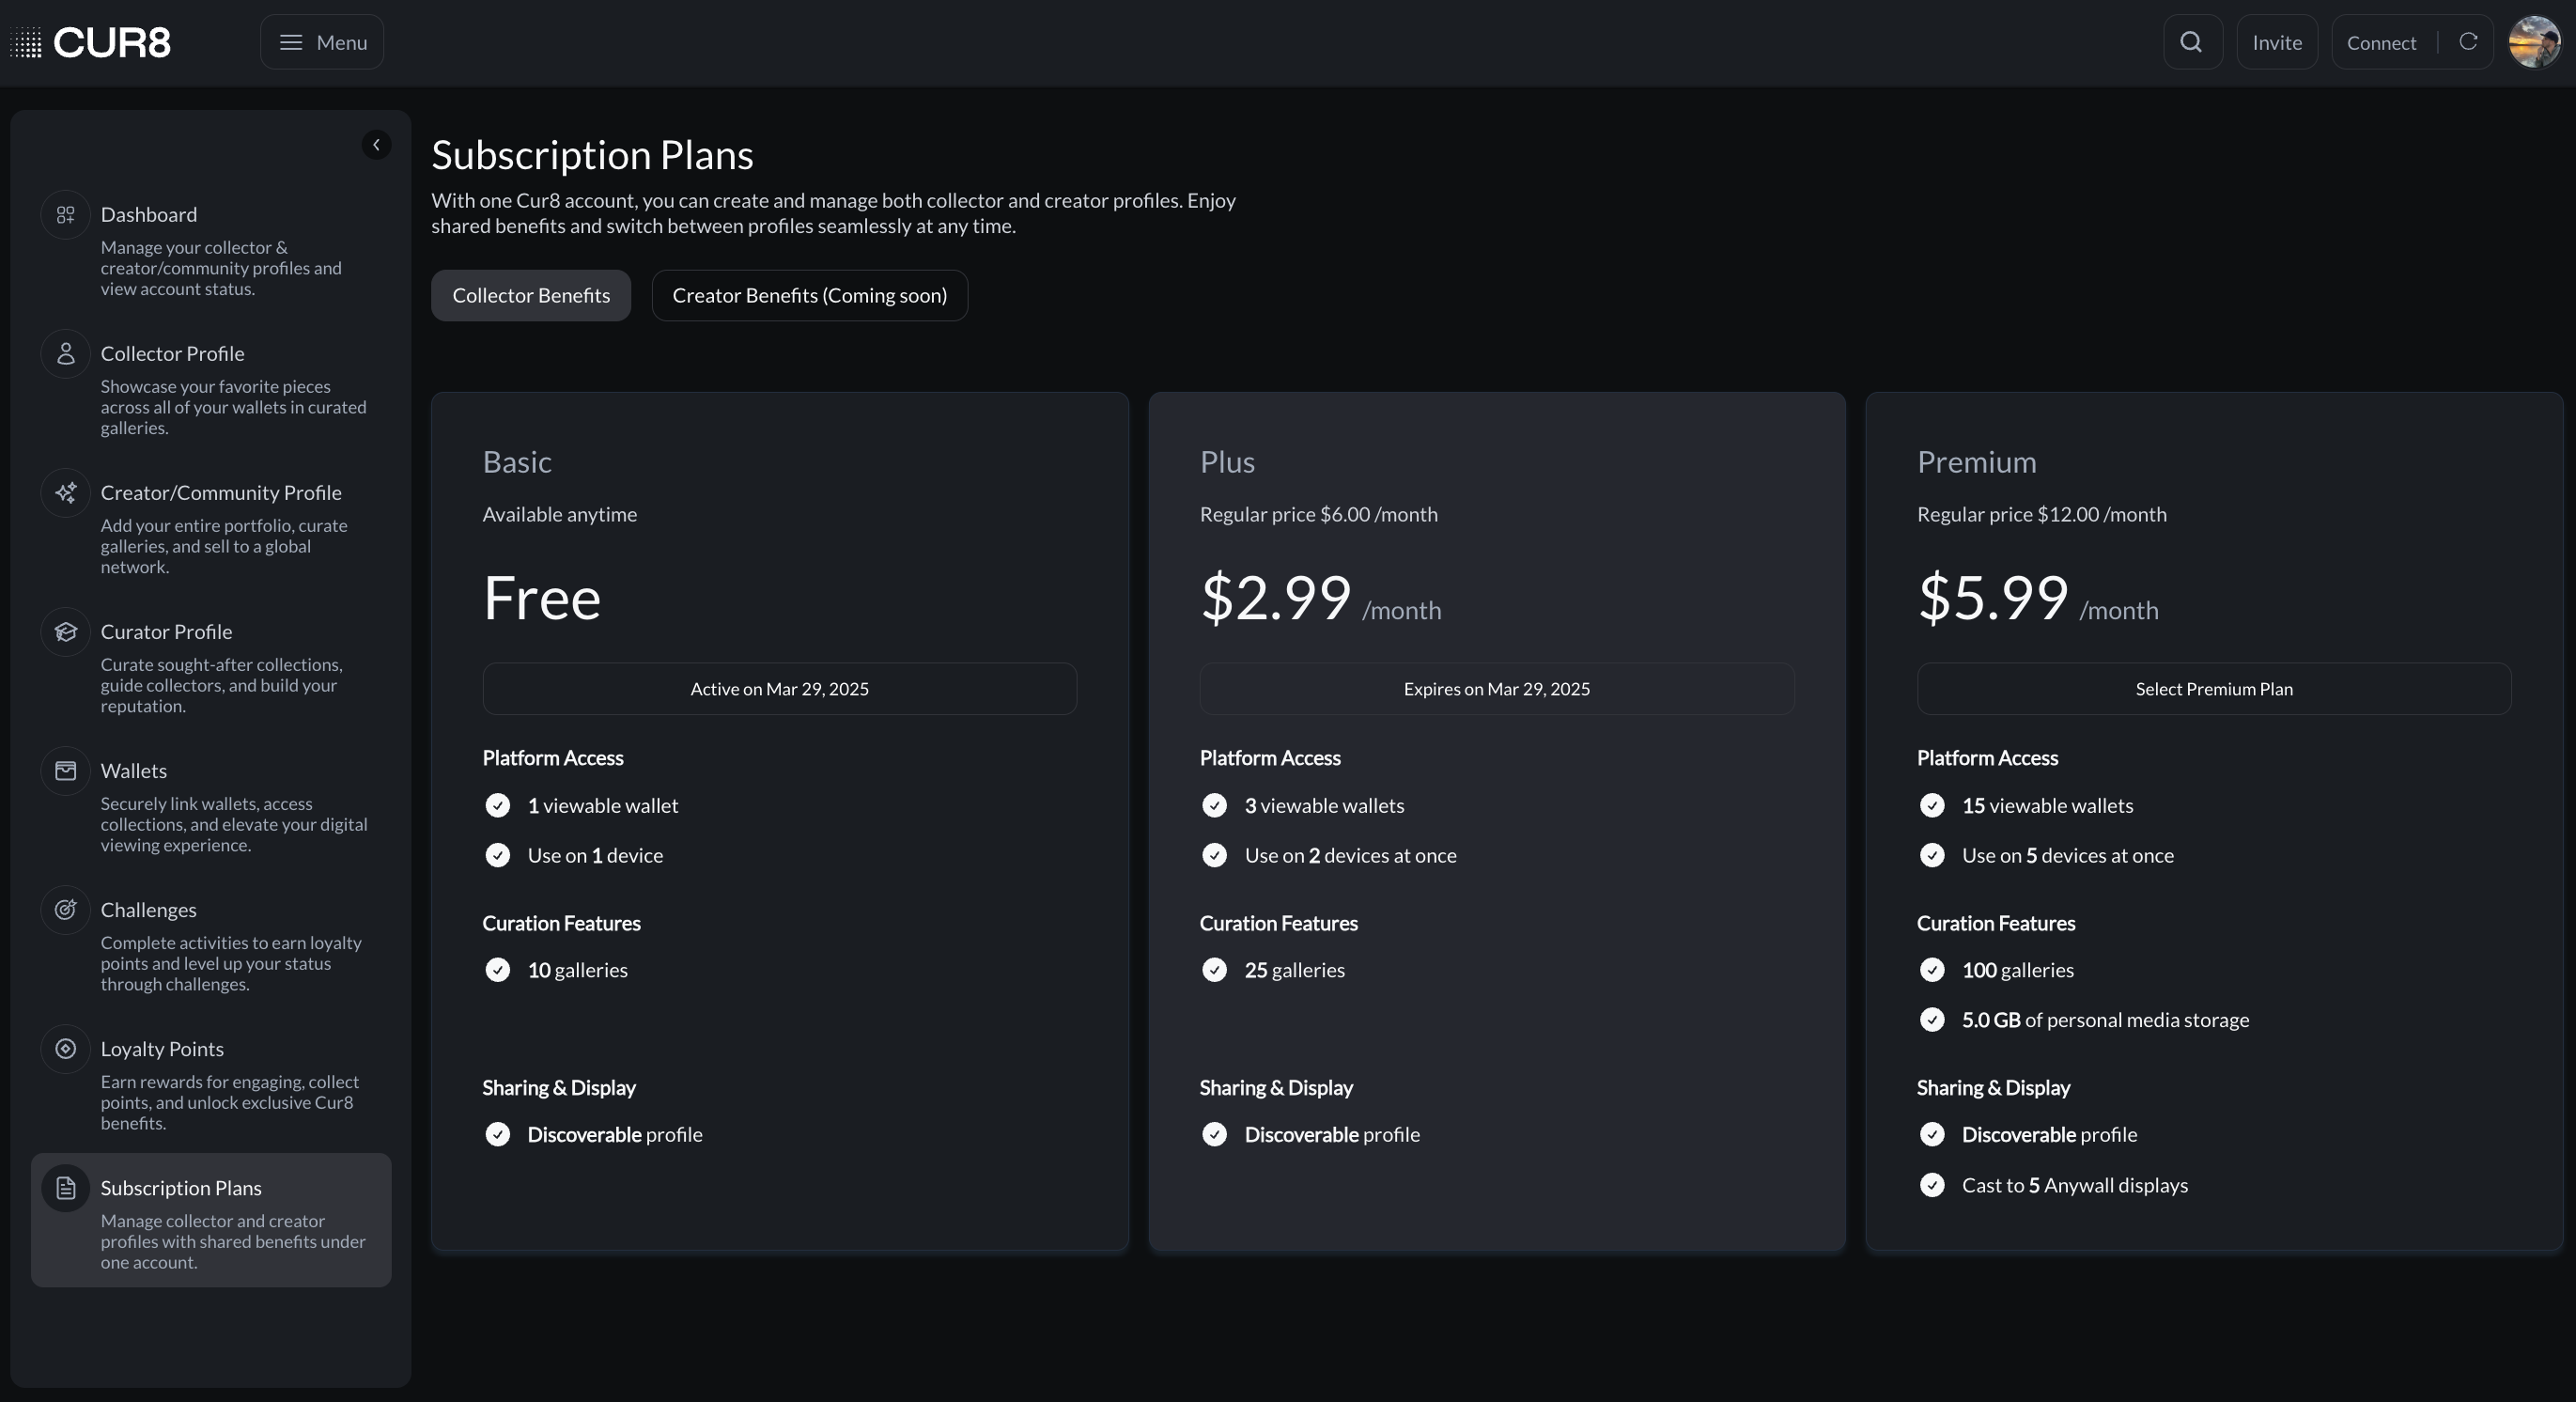 CUR8
Menu
Invite
Connect
Dashboard
Manage your collector &
creator/community profiles and
view account status.
Collector Profile
Showcase your favorite pieces
across all of your wallets in curated
galleries.
Creator/Community Profile
Add your entire portfolio, curate
galleries, and sell to a global
network.
Curator Profile
Curate sought-after collections,
guide collectors, and build your
reputation.
Wallets
Securely link wallets, access
collections, and elevate your digital
viewing experience.
Challenges
Complete activities to earn loyalty
points and level up your status
through challenges.
Loyalty Points
Earn rewards for engaging, collect
points, and unlock exclusive Cur8
benefits.
Subscription Plans
Manage collector and creator
profiles with shared benefits under
one account.
Subscription Plans
With one Cur8 account, you can create and manage both collector and creator profiles. Enjoy
shared benefits and switch between profiles seamlessly at any time.
Collector Benefits
Creator Benefits (Coming soon)
Basic
Available anytime
Free
Active on Mar 29, 2025
Platform Access
1 viewable wallet
Use on 1 device
Curation Features
10 galleries
Sharing & Display
Discoverable profile
Plus
Regular price $6.00 /month
$2.99 /month
Expires on Mar 29, 2025
Platform Access
3 viewable wallets
Use on 2 devices at once
Curation Features
25 galleries
Sharing & Display
Discoverable profile
Premium
Regular price $12.00 /month
$5.99 /month
Select Premium Plan
Platform Access
15 viewable wallets
Use on 5 devices at once
Curation Features
100 galleries
5.0 GB of personal media storage
Sharing & Display
Discoverable profile
Cast to 5 Anywall displays